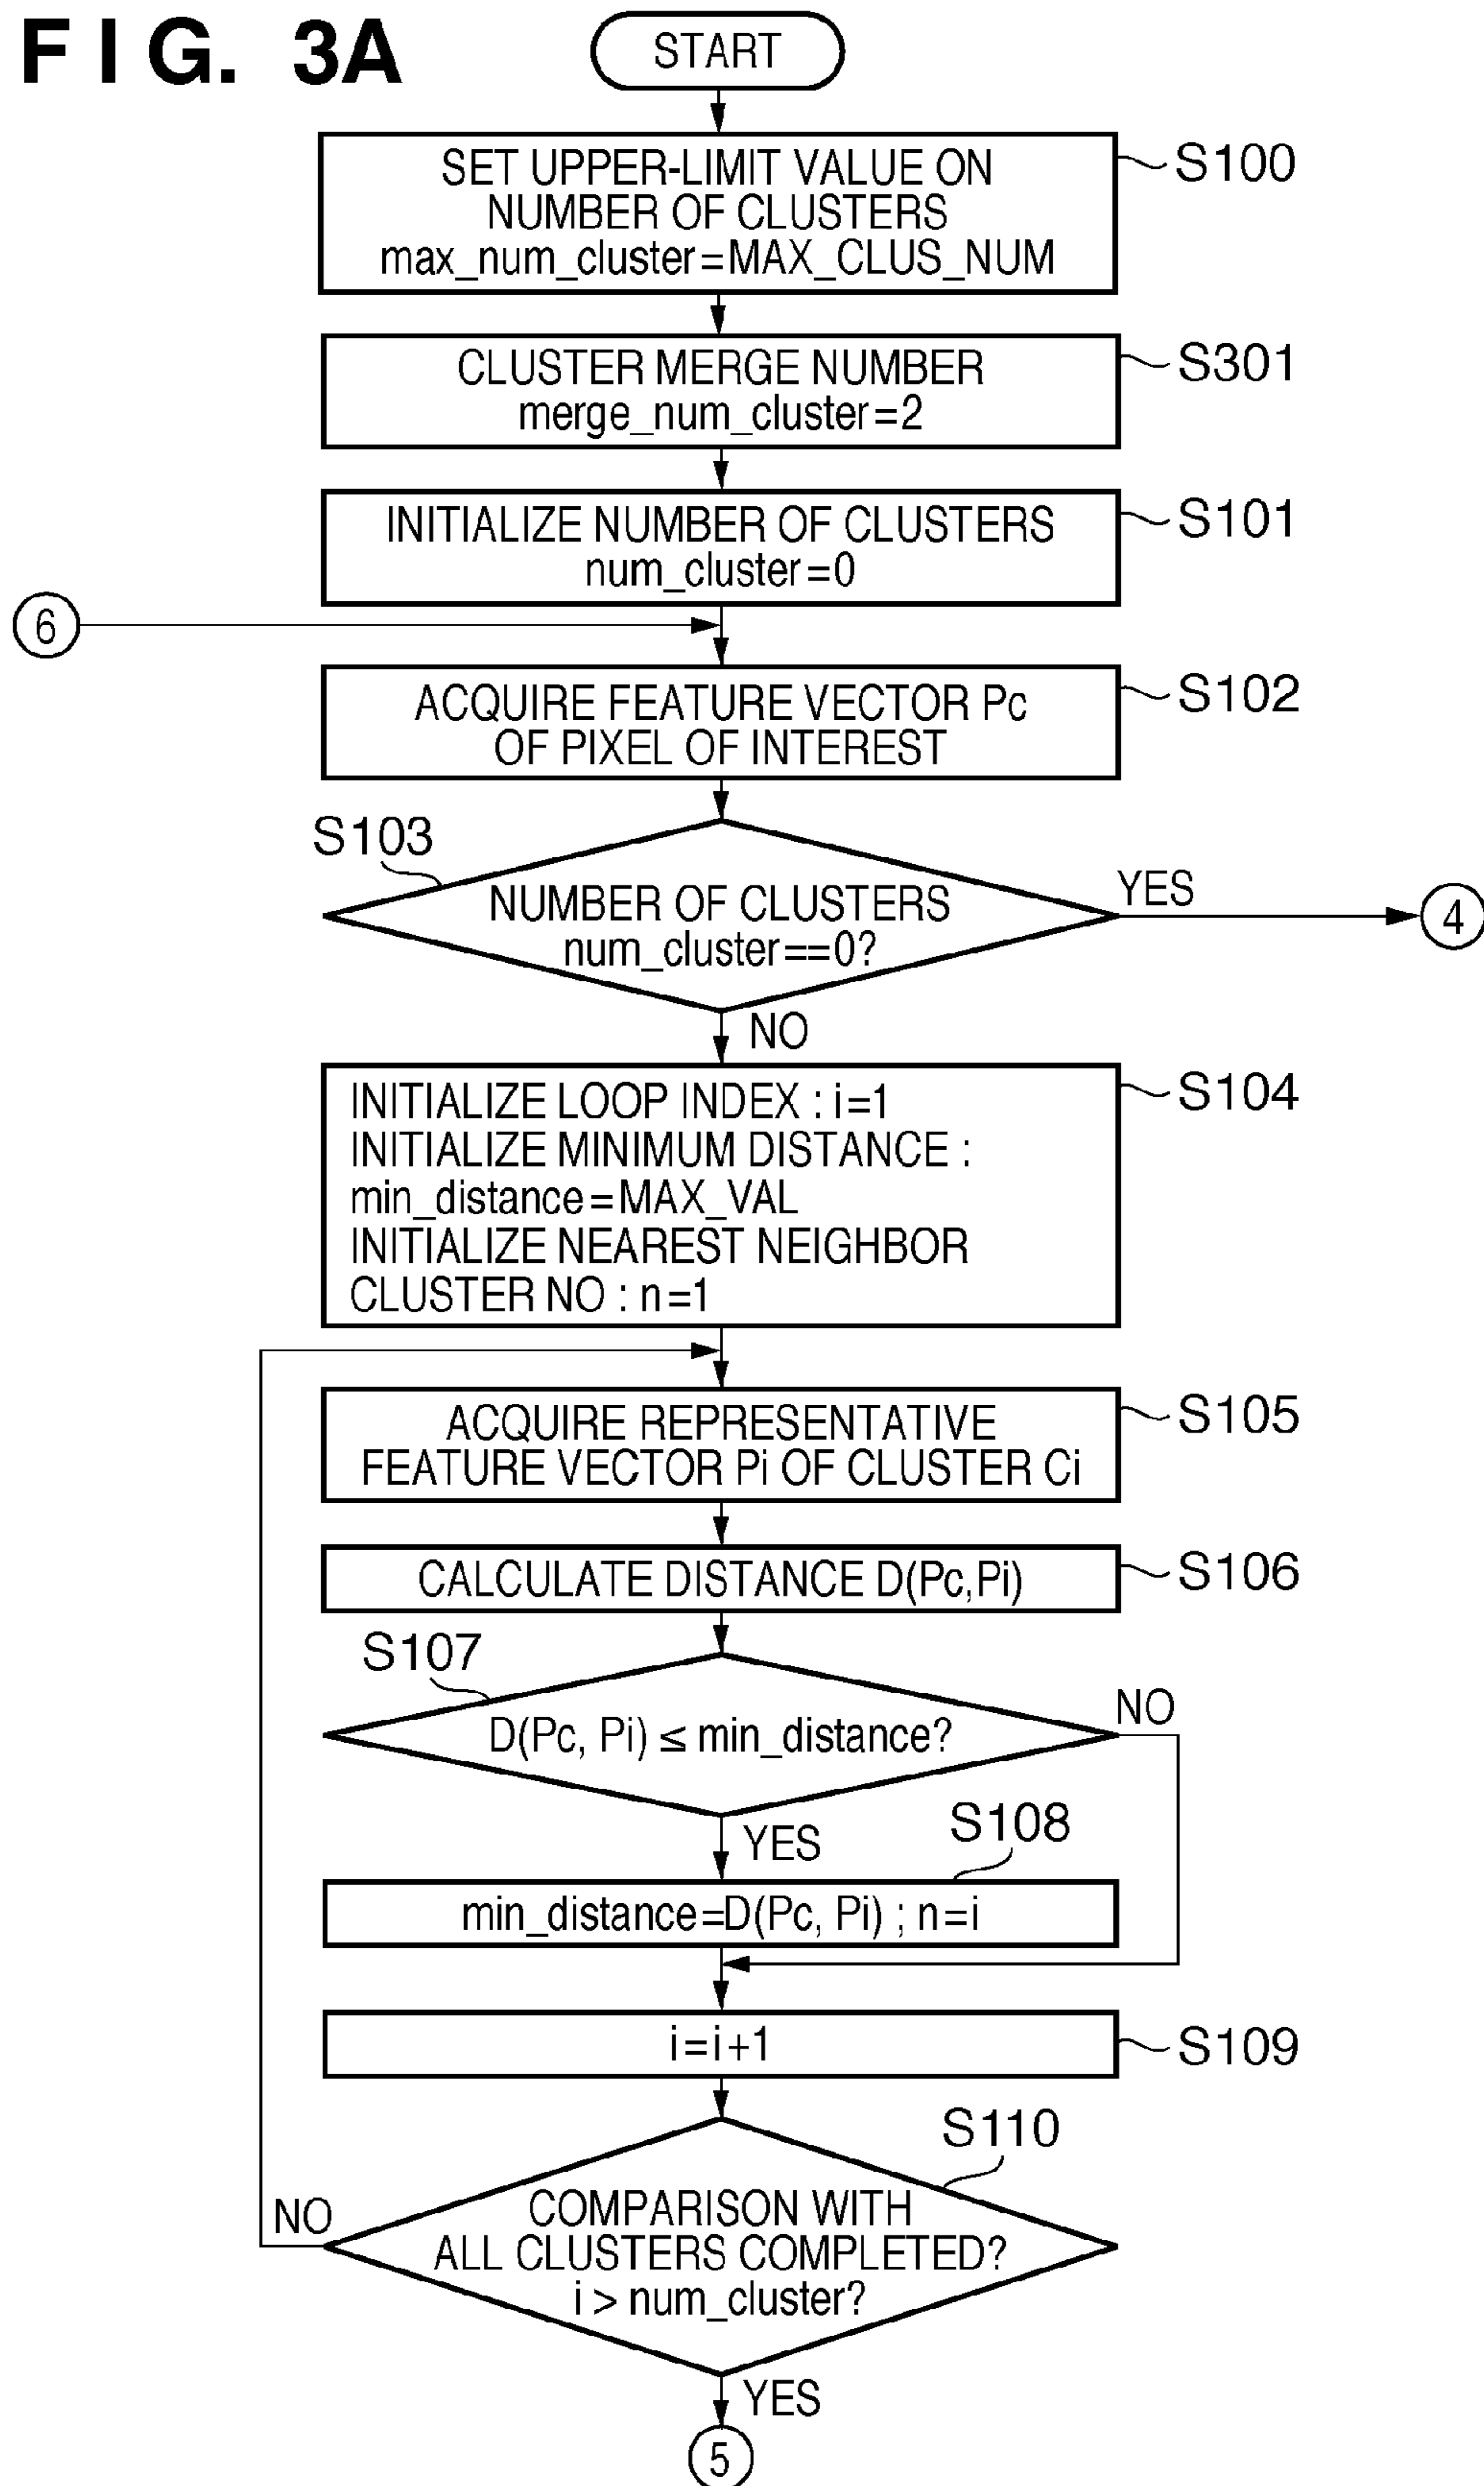 FIG. 3A
START
SET UPPER-LIMIT VALUE ON
NUMBER OF CLUSTERS
max_num_cluster=MAX_CLUS_NUM
S100
CLUSTER MERGE NUMBER
merge_num_cluster=2
S301
INITIALIZE NUMBER OF CLUSTERS
num_cluster=0
S101
6
ACQUIRE FEATURE VECTOR Pc
OF PIXEL OF INTEREST
S102
S103
NUMBER OF CLUSTERS
num_cluster==0?
YES
4
NO
INITIALIZE LOOP INDEX : i=1
INITIALIZE MINIMUM DISTANCE :
min_distance=MAX_VAL
INITIALIZE NEAREST NEIGHBOR
CLUSTER NO : n=1
S104
ACQUIRE REPRESENTATIVE
FEATURE VECTOR Pi OF CLUSTER Ci
S105
CALCULATE DISTANCE D(Pc,Pi)
S106
S107
D(Pc, Pi) ≤ min_distance?
NO
YES
S108
min_distance=D(Pc, Pi) ; n=i
i=i+1
S109
S110
COMPARISON WITH
ALL CLUSTERS COMPLETED?
i > num_cluster?
NO
YES
5